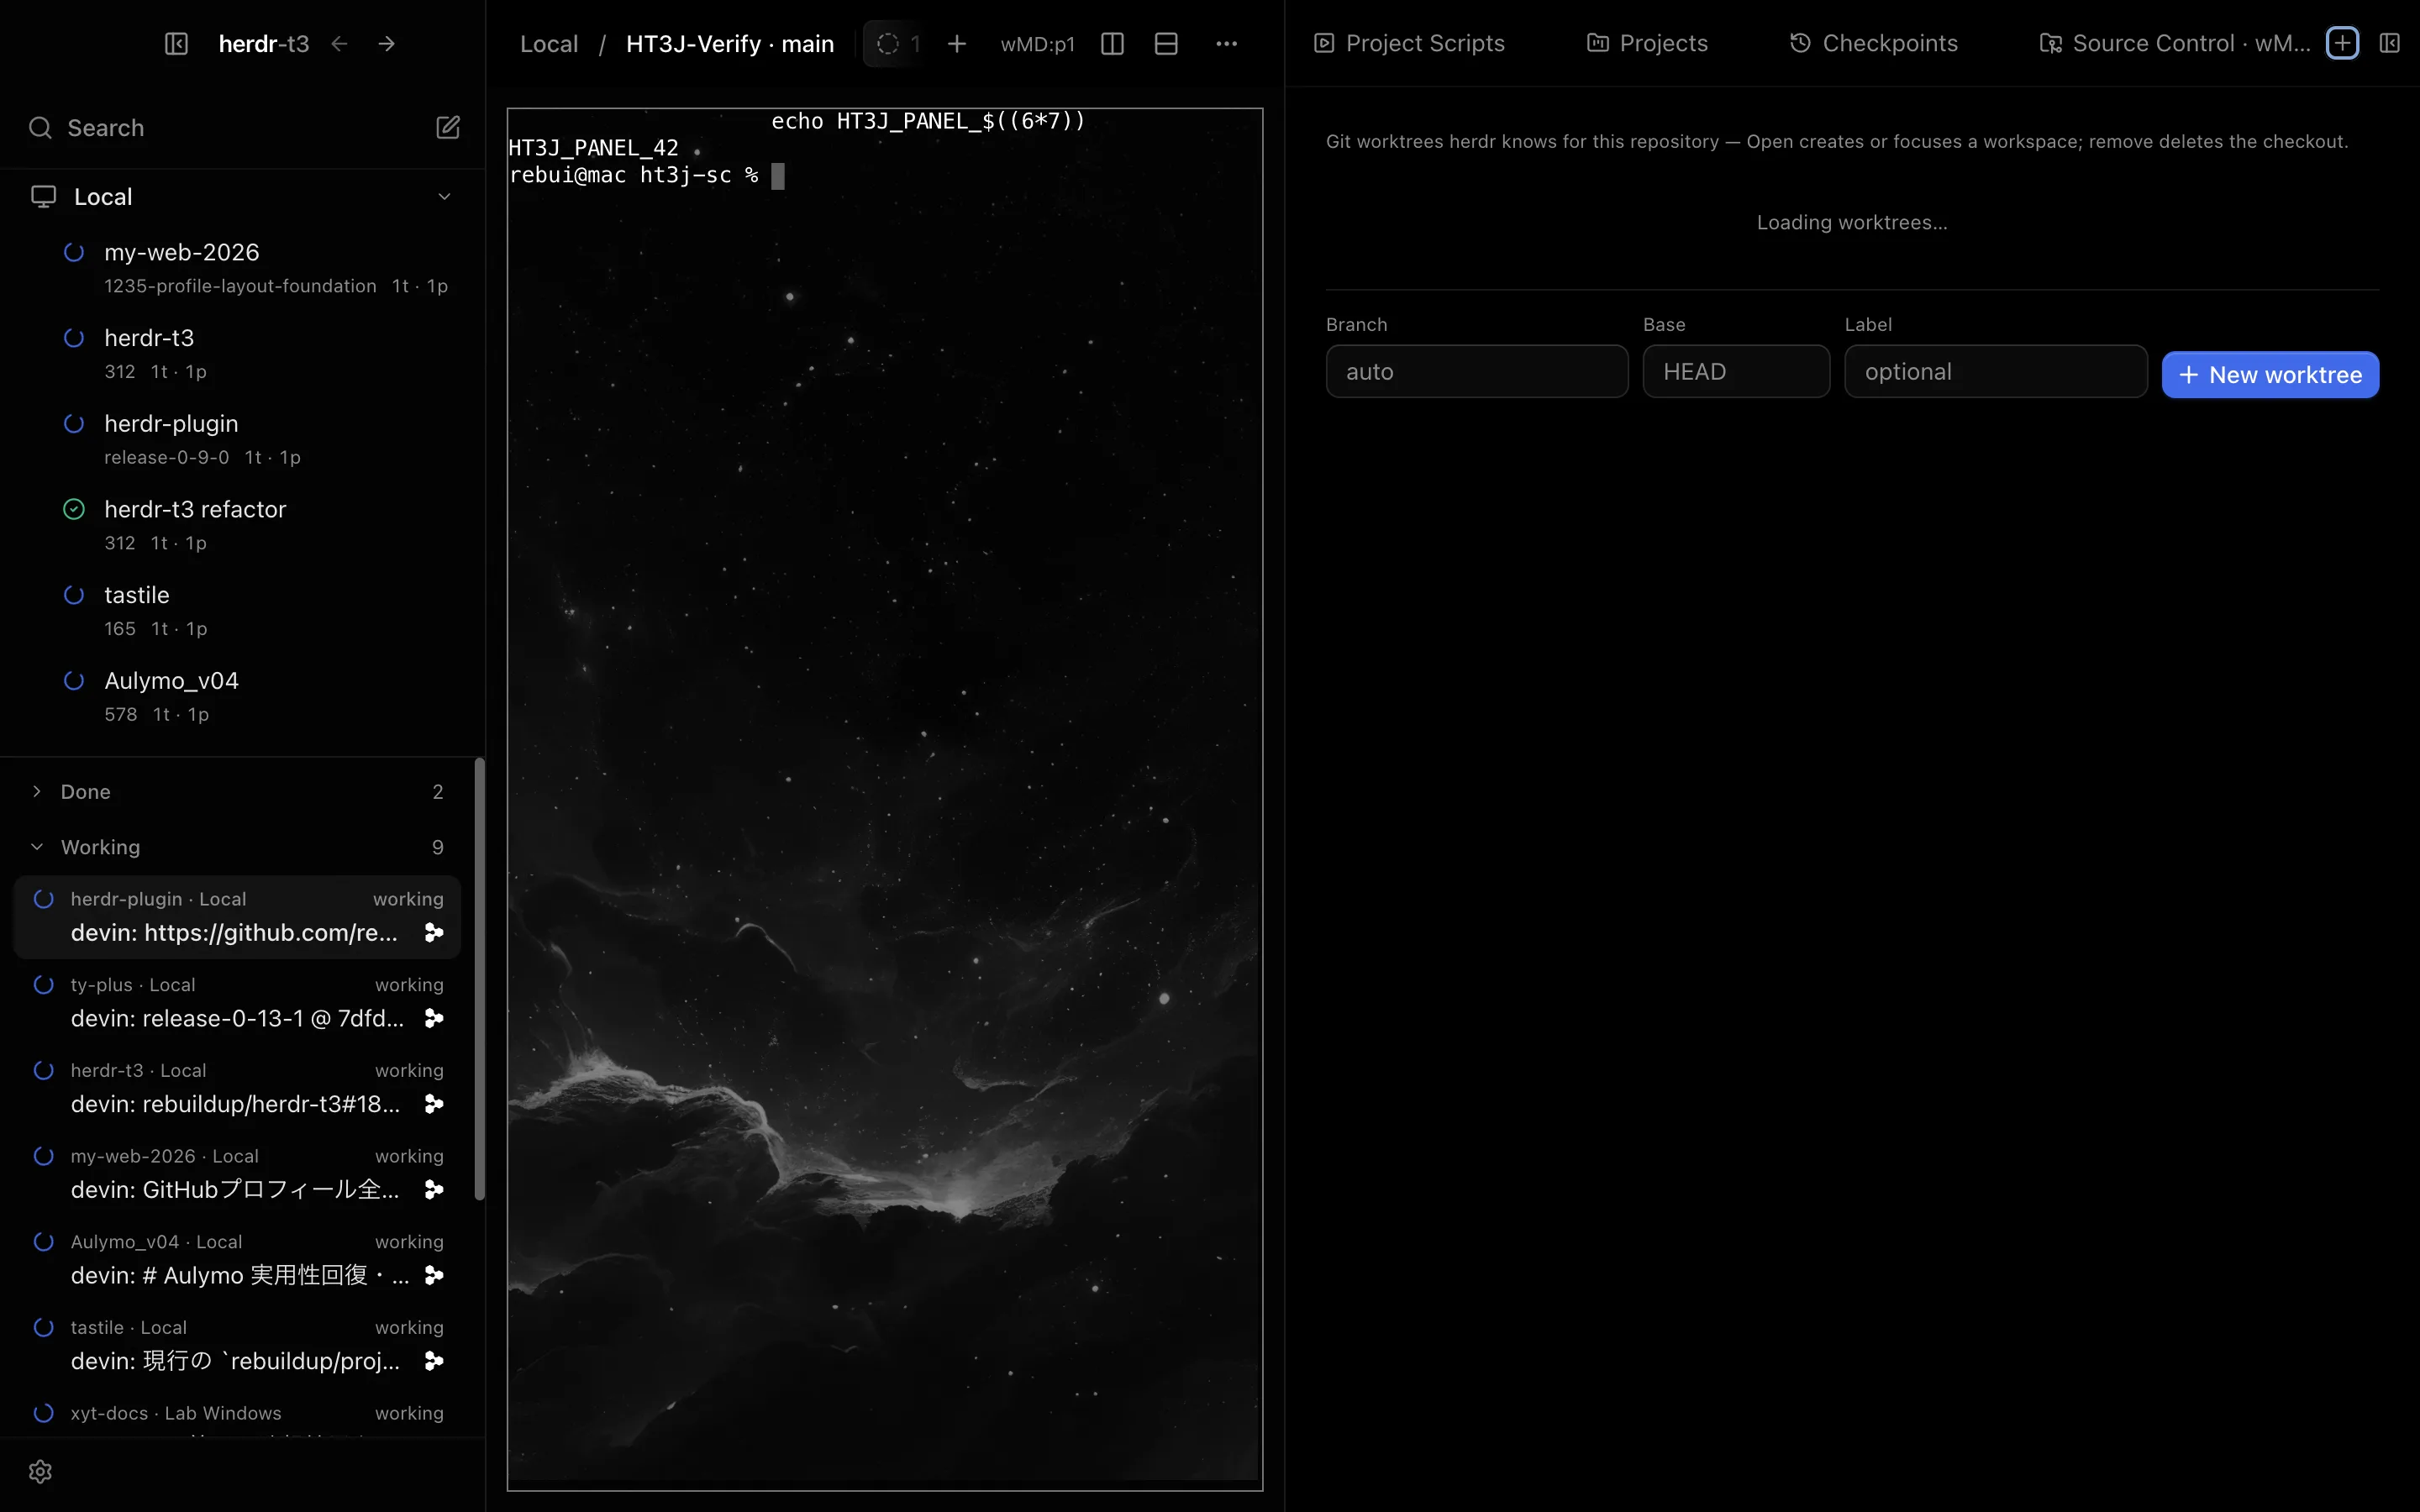 herdr-t3
Search
Local
my-web-2026
1235-profile-layout-foundation 1t · 1p
herdr-t3
312 1t · 1p
herdr-plugin
release-0-9-0 1t · 1p
herdr-t3 refactor
312 1t · 1p
tastile
165 1t · 1p
Aulymo_v04
578 1t · 1p
Done 2
Working 9
herdr-plugin · Local working
devin: https://github.com/re...
ty-plus · Local working
devin: release-0-13-1 @ 7dfd...
herdr-t3 · Local working
devin: rebuildup/herdr-t3#18...
my-web-2026 · Local working
devin: GitHubプロフィール全...
Aulymo_v04 · Local working
devin: # Aulymo 実用性回復・...
tastile · Local working
devin: 現行の `rebuildup/proj...
xyt-docs · Lab Windows working
Local / HT3J-Verify · main 1 wMD:p1
echo HT3J_PANEL_$((6*7))
HT3J_PANEL_42
rebui@mac ht3j-sc %
Project Scripts Projects Checkpoints Source Control · wM...
Git worktrees herdr knows for this repository — Open creates or focuses a workspace; remove deletes the checkout.
Loading worktrees...
Branch Base Label
auto HEAD optional + New worktree